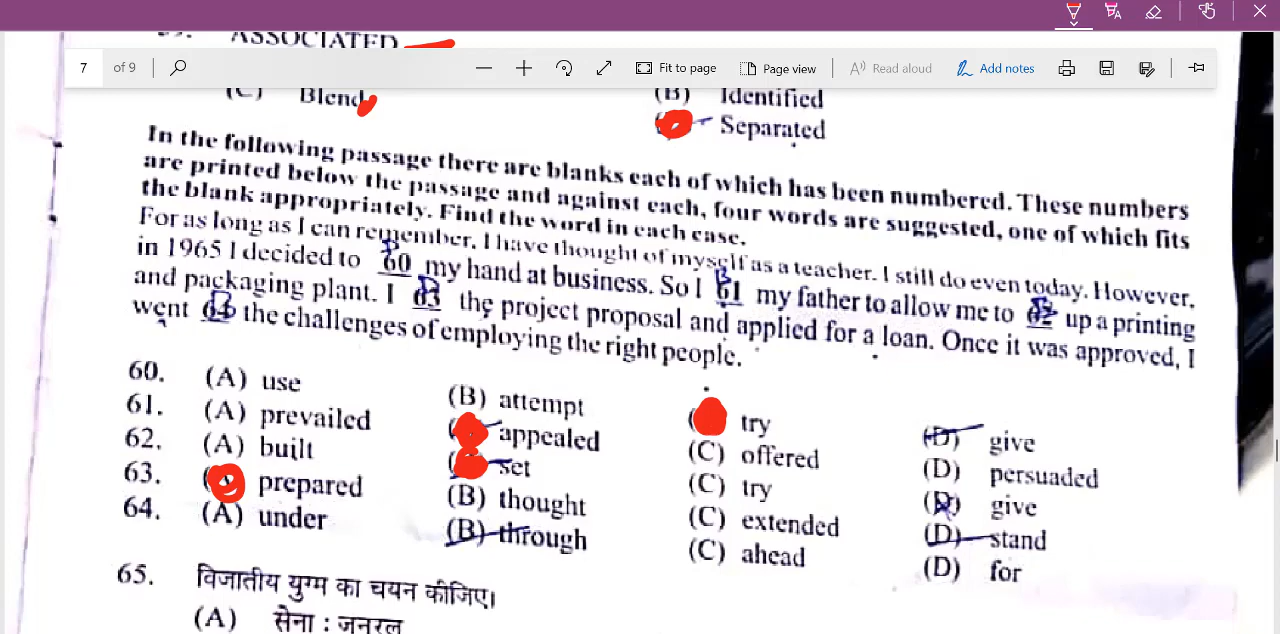 ASSOCIATED
7 of 9 Fit to page Page view Read aloud Add notes
(C) Blend (B) Identified
Separated
In the following passage there are blanks each of which has been numbered. These numbers
are printed below the passage and against each, four words are suggested, one of which fits
the blank appropriately. Find the word in each case.
For as long as I can remember, I have thought of myself as a teacher. I still do even today. However,
in 1965 I decided to 60 my hand at business. So I 61 my father to allow me to 62 up a printing
and packaging plant. I 63 the project proposal and applied for a loan. Once it was approved, I
went 64 the challenges of employing the right people.
60. (A) use (B) attempt try (D) give
61. (A) prevailed appealed (C) offered (D) persuaded
62. (A) built set (C) try (D) give
63. prepared (B) thought (C) extended (D) stand
64. (A) under (B) through (C) ahead (D) for
65. विजातीय युग्म का चयन कीजिए।
(A) सेना : जनरल